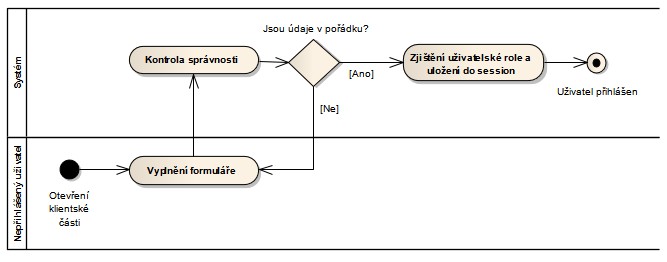 Systém
Jsou údaje v pořádku?
Kontrola správnosti
[Ano]
Zjištění uživatelské role a
uložení do session
Uživatel přihlášen
[Ne]
Nepřihlášený uživatel
Otevření
klientské
části
Vyplnění formuláře